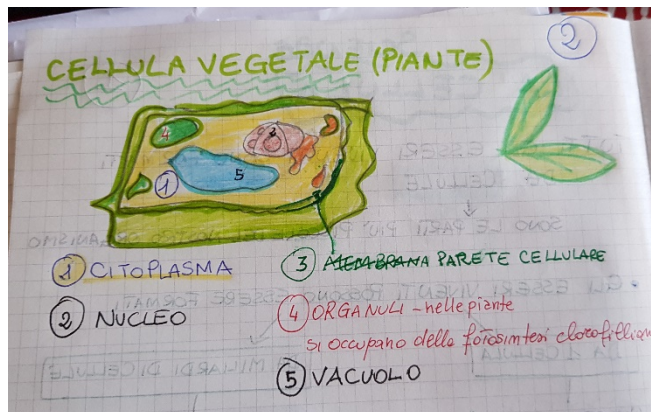 2
CELLULA VEGETALE (PIANTE)
4
2
5
1
1 CITOPLASMA
3 MEMBRANA PARETE CELLULARE
2 NUCLEO
4 ORGANULI - nelle piante
si occupano della fotosintesi clorofillian
5 VACUOLO